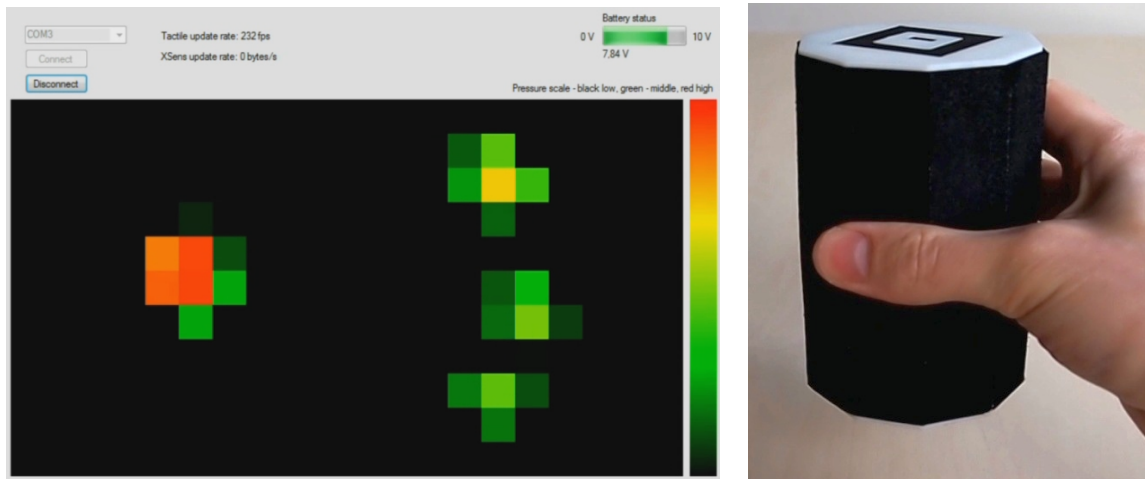 COM3
Connect
Disconnect
Tactile update rate: 232 fps
XSens update rate: 0 bytes/s
Battery status
0 V
10 V
7.84 V
Pressure scale - black low, green - middle, red high